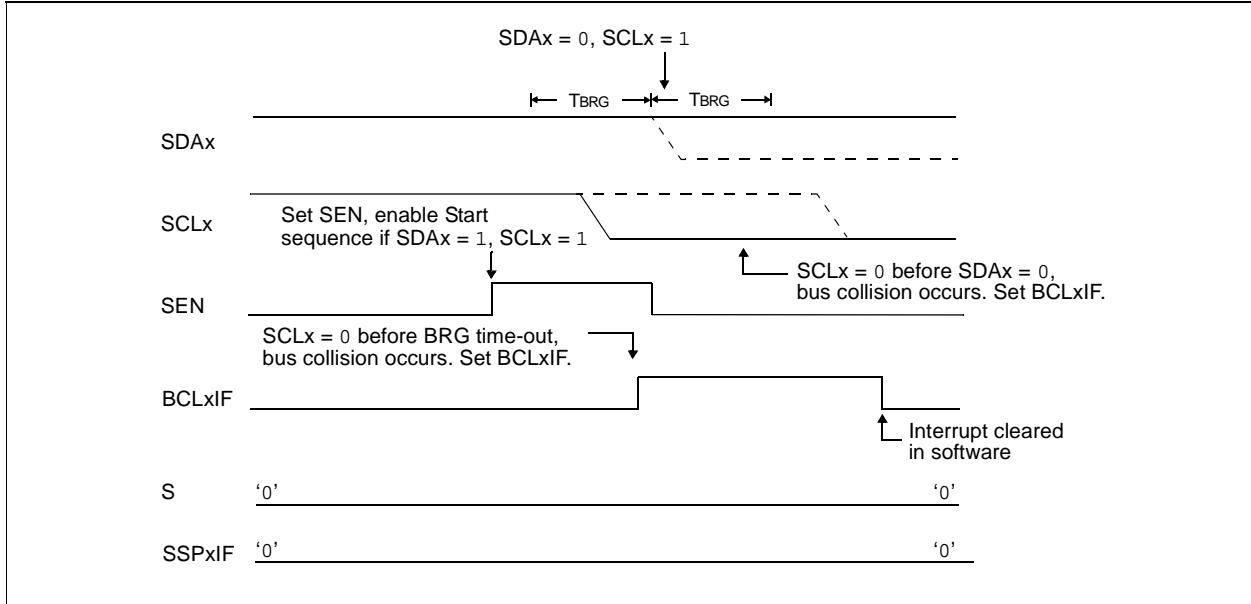 SDAx = 0, SCLx = 1
TBRG TBRG
SDAx
SCLx
Set SEN, enable Start
sequence if SDAx = 1, SCLx = 1
SCLx = 0 before SDAx = 0,
bus collision occurs. Set BCLxIF.
SEN
SCLx = 0 before BRG time-out,
bus collision occurs. Set BCLxIF.
BCLxIF
Interrupt cleared
in software
S ‘0’ ‘0’
SSPxIF ‘0’ ‘0’